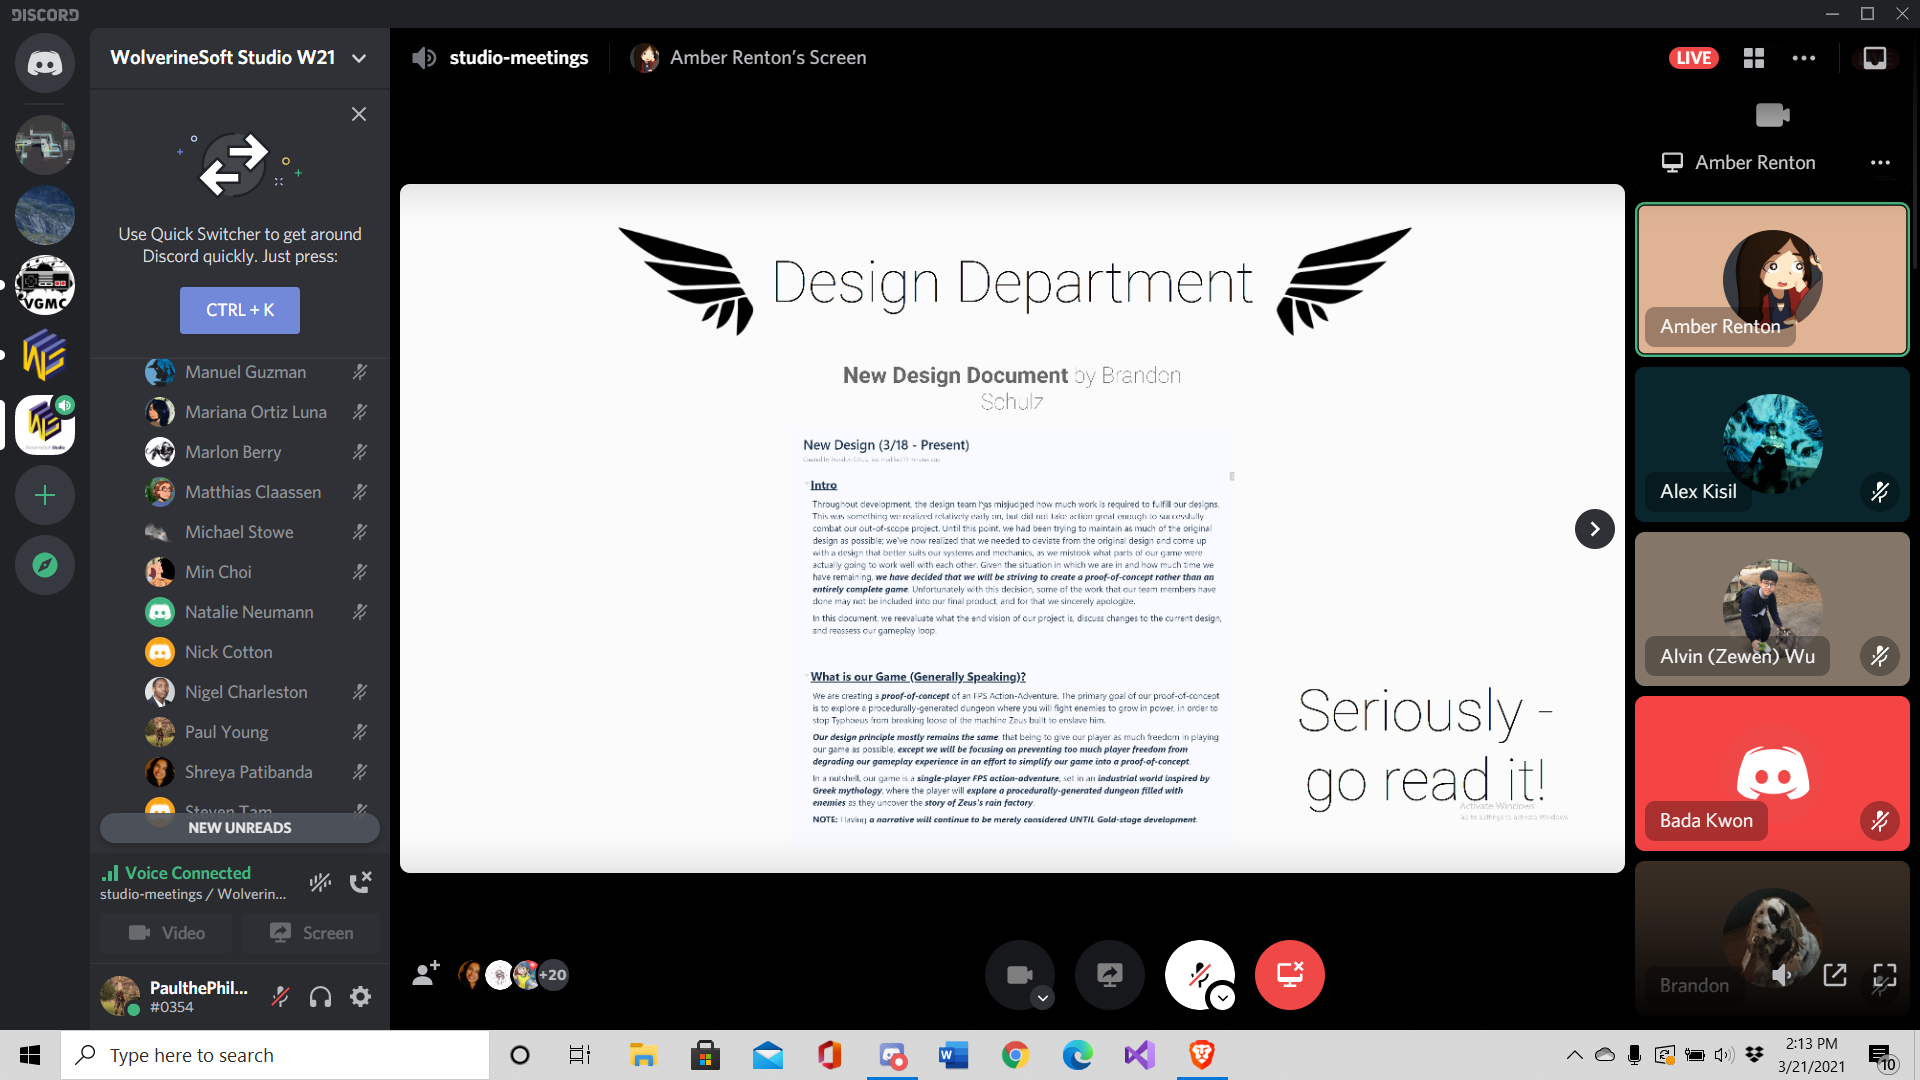 DISCORD
WolverineSoft Studio W21
studio-meetings
Amber Renton's Screen
LIVE
Use Quick Switcher to get around
Discord quickly. Just press:
CTRL + K
Manuel Guzman
Mariana Ortiz Luna
Marlon Berry
Matthias Claassen
Michael Stowe
Min Choi
Natalie Neumann
Nick Cotton
Nigel Charleston
Paul Young
Shreya Patibanda
Steven Tam
NEW UNREADS
Voice Connected
studio-meetings / Wolverin...
Video
Screen
PaulthePhil...
#0354
VGMC
Design Department
New Design Document by Brandon
Schulz
New Design (3/18 - Present)
Intro
Throughout development, the design team has misjudged how much work is required to fulfill our designs.
This was something we realized relatively early on, but did not take action great enough to successfully
combat our out-of-scope project. Until this point, we had been trying to maintain as much of the original
design as possible; we've now realized that we needed to deviate from the original design and come up
with a design that better suits our systems and mechanics, as we mistook what parts of our game were
actually going to work well with each other. Given the situation in which we are in and how much time we
have remaining, we have decided that we will be striving to create a proof-of-concept rather than an
entirely complete game. Unfortunately with this decision, some of the work that our team members have
done may not be included into our final product, and for that we sincerely apologize.
In this document, we reevaluate what the end vision of our project is, discuss changes to the current design,
and reassess our gameplay loop.
What is our Game (Generally Speaking)?
We are creating a proof-of-concept of an FPS Action-Adventure. The primary goal of our proof-of-concept
is to explore a procedurally-generated dungeon where you will fight enemies to grow in power, in order to
stop Typhoeus from breaking loose of the machine Zeus built to enslave him.
Our design principle mostly remains the same: that being to give our player as much freedom in playing
our game as possible, except we will be focusing on preventing too much player freedom from
degrading our gameplay experience in an effort to simplify our game into a proof-of-concept.
In a nutshell, our game is a single-player FPS action-adventure, set in an industrial world inspired by
Greek mythology, where the player will explore a procedurally-generated dungeon filled with
enemies as they uncover the story of Zeus's rain factory.
NOTE: Having a narrative will continue to be merely considered UNTIL Gold-stage development.
Seriously -
go read it!
Activate Windows
Go to Settings to activate Windows.
+20
Amber Renton
Amber Renton
Alex Kisil
Alvin (Zewen) Wu
Bada Kwon
Brandon
Type here to search
2:13 PM
3/21/2021
10